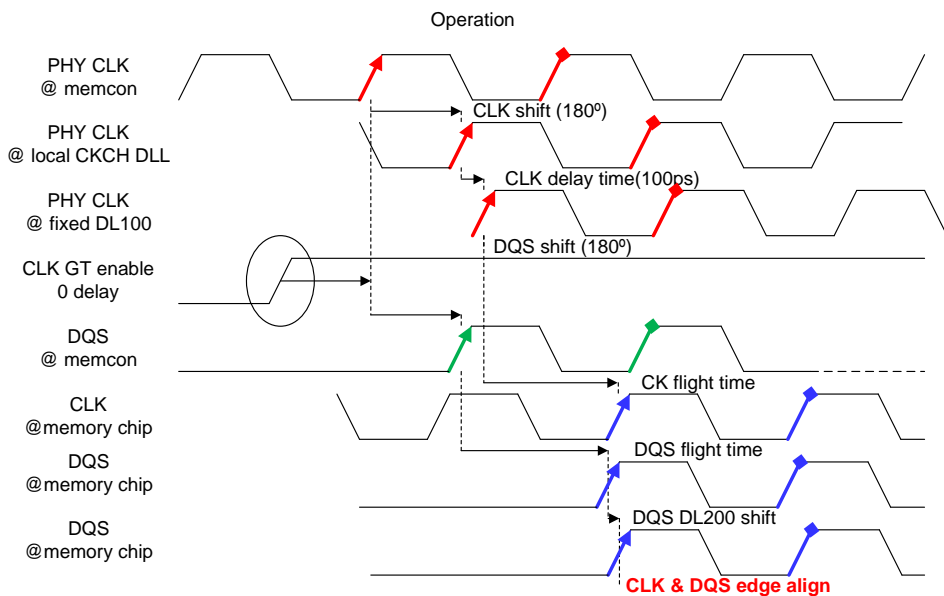 Operation
PHY CLK
@ memcon
CLK shift (180º)
PHY CLK
@ local CKCH DLL
CLK delay time(100ps)
PHY CLK
@ fixed DL100
DQS shift (180º)
CLK GT enable
0 delay
DQS
@ memcon
CK flight time
CLK
@memory chip
DQS flight time
DQS
@memory chip
DQS DL200 shift
DQS
@memory chip
CLK & DQS edge align